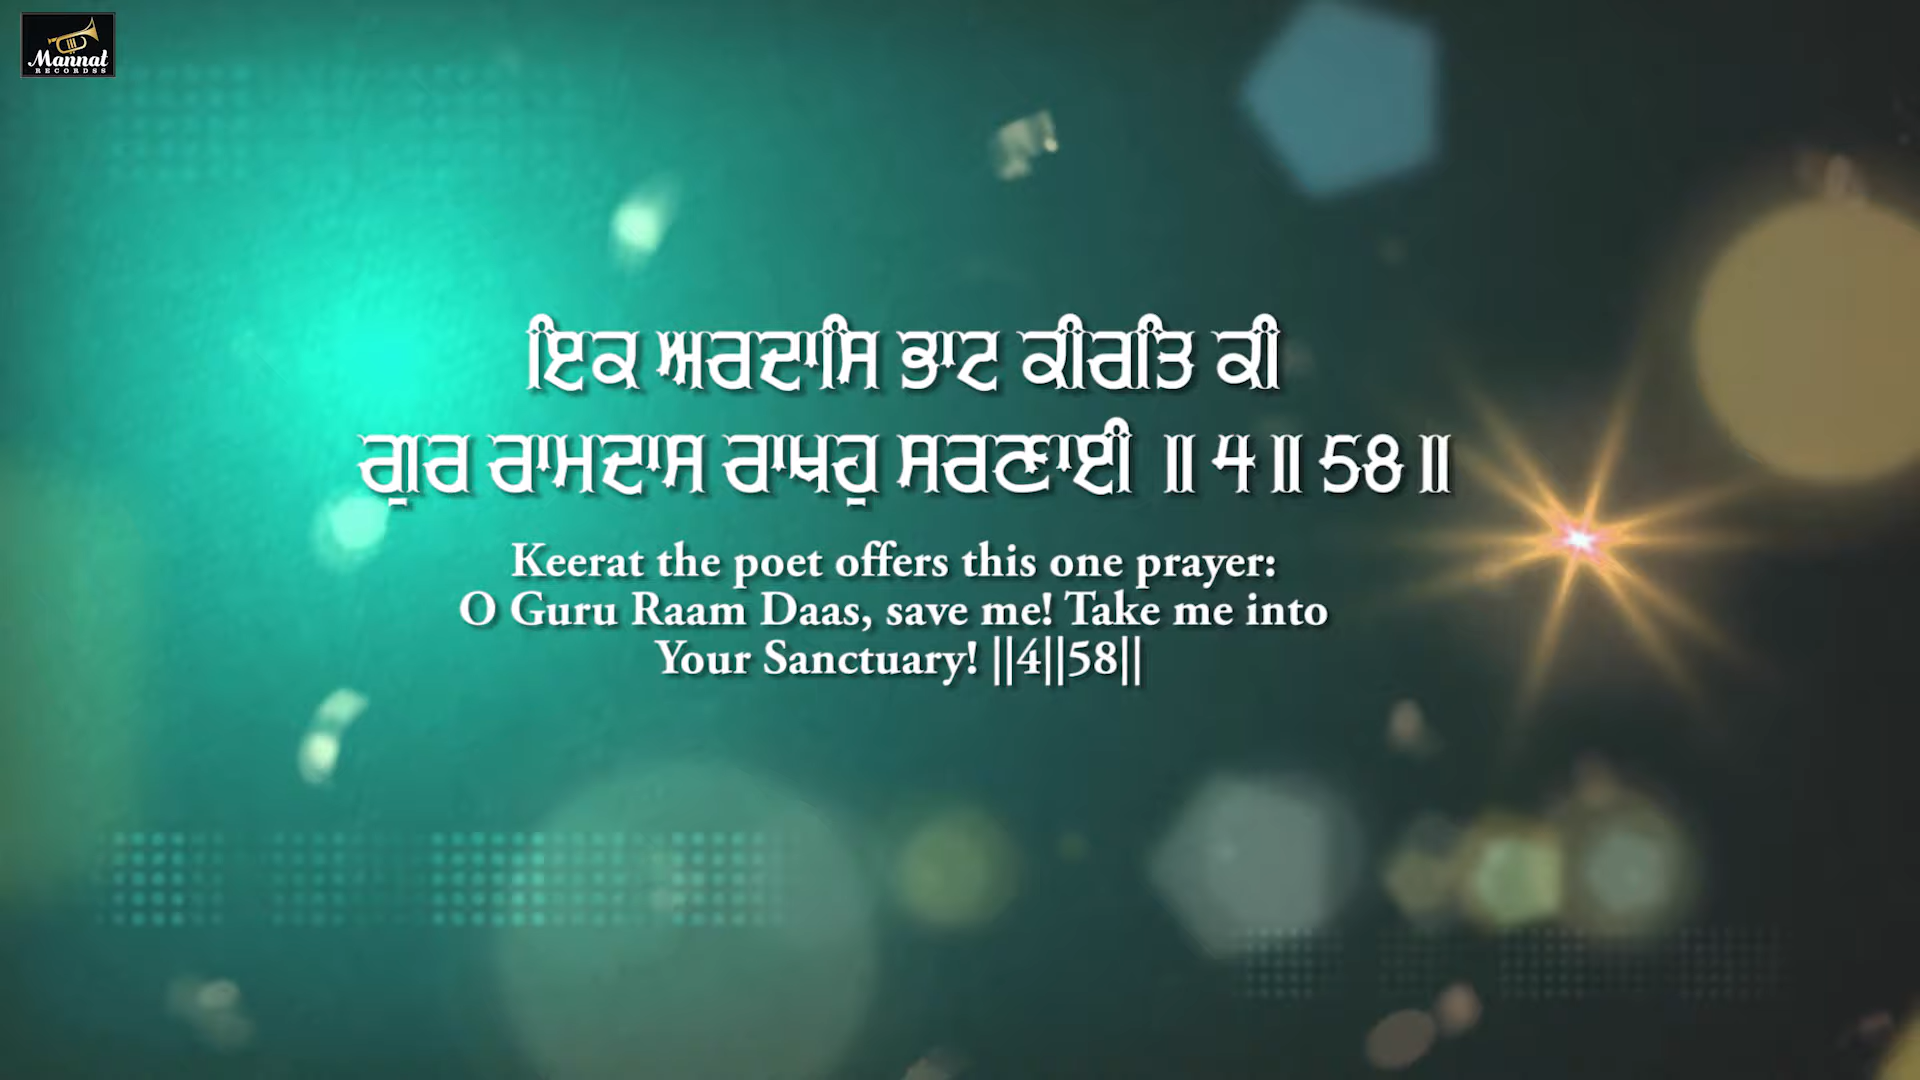 Mannat
RECORDSS
ਇਕ ਅਰਦਾਸਿ ਭਾਟ ਕੀਰਤਿ ਕੀ
ਗੁਰ ਰਾਮਦਾਸ ਰਾਖਹੁ ਸਰਣਾਈ ॥ 4 ॥ 58 ॥
Keerat the poet offers this one prayer:
O Guru Raam Daas, save me! Take me into
Your Sanctuary! ||4||58||